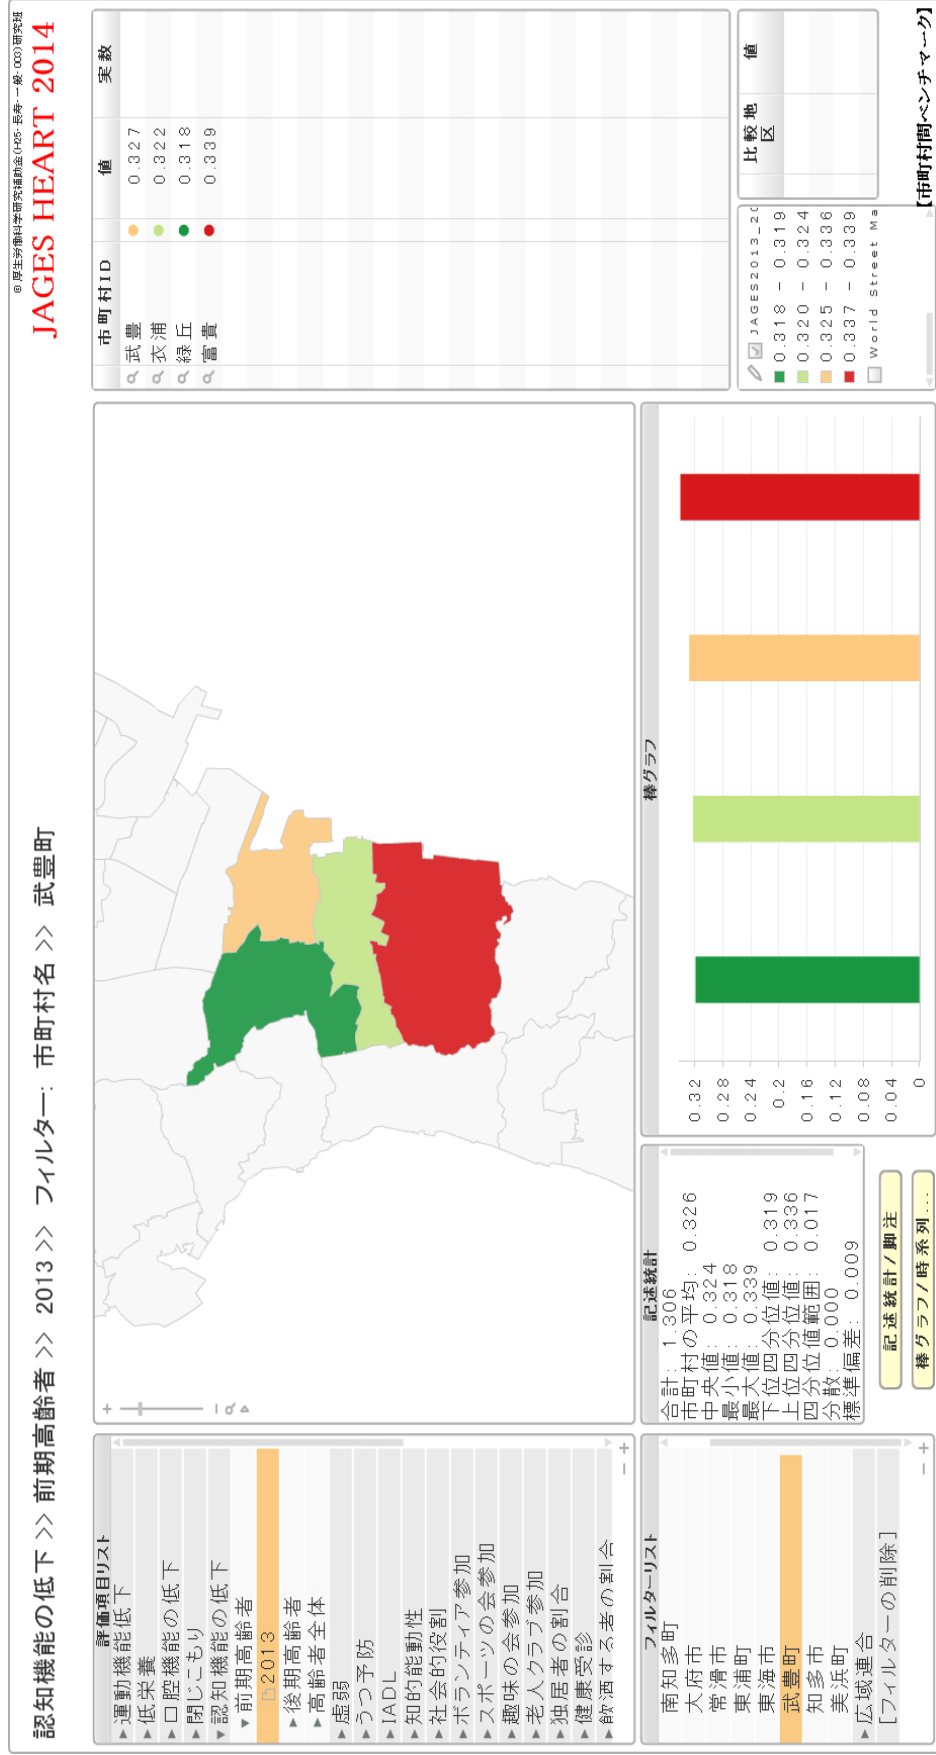 認知機能の低下 >> 前期高齢者 >> 2013 >> フィルター: 市町村名 >> 武豊町
© 厚生労働科学研究補助金(H25-長寿-一般-003)研究班
JAGES HEART 2014
評価項目リスト
▸運動機能低下
▸低栄養
▸口腔機能の低下
▸閉じこもり
▾認知機能の低下
▾前期高齢者
2013
▸後期高齢者
▸高齢者全体
▸虚弱
▸うつ予防
▸IADL
▸知的能動性
▸社会的役割
▸ボランティア参加
▸スポーツの会参加
▸趣味の会参加
▸老人クラブ参加
▸独居者の割合
▸健康受診
▸飲酒する者の割合
フィルターリスト
南知多町
大府市
常滑市
東浦町
東海市
武豊町
知多市
美浜町
▸広域連合
[フィルターの削除]
市町村ID 値 実数
武豊 0.327
衣浦 0.322
緑丘 0.318
富貴 0.339
記述統計
合計: 1.306
市町村の平均: 0.326
中央値: 0.324
最小値: 0.318
最大値: 0.339
下位四分位値: 0.319
上位四分位値: 0.336
四分位値範囲: 0.017
分散: 0.000
標準偏差: 0.009
記述統計/脚注
棒グラフ/時系列...
棒グラフ
0.32
0.28
0.24
0.2
0.16
0.12
0.08
0.04
0
JAGES2013_20
0.318 – 0.319
0.320 – 0.324
0.325 – 0.336
0.337 – 0.339
World Street Ma
比較地区 値
【市町村間ベンチマーク】